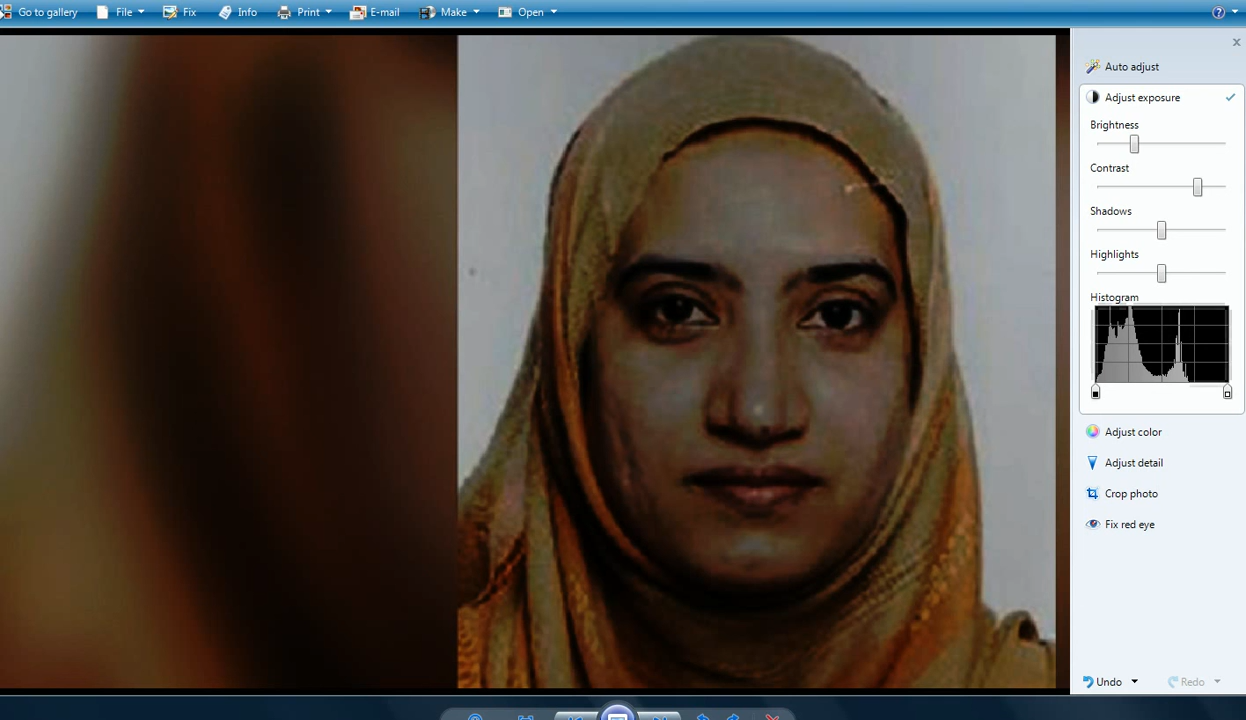 Go to gallery File Fix Info Print E-mail Make Open
Auto adjust
Adjust exposure
Brightness
Contrast
Shadows
Highlights
Histogram
Adjust color
Adjust detail
Crop photo
Fix red eye
Undo Redo